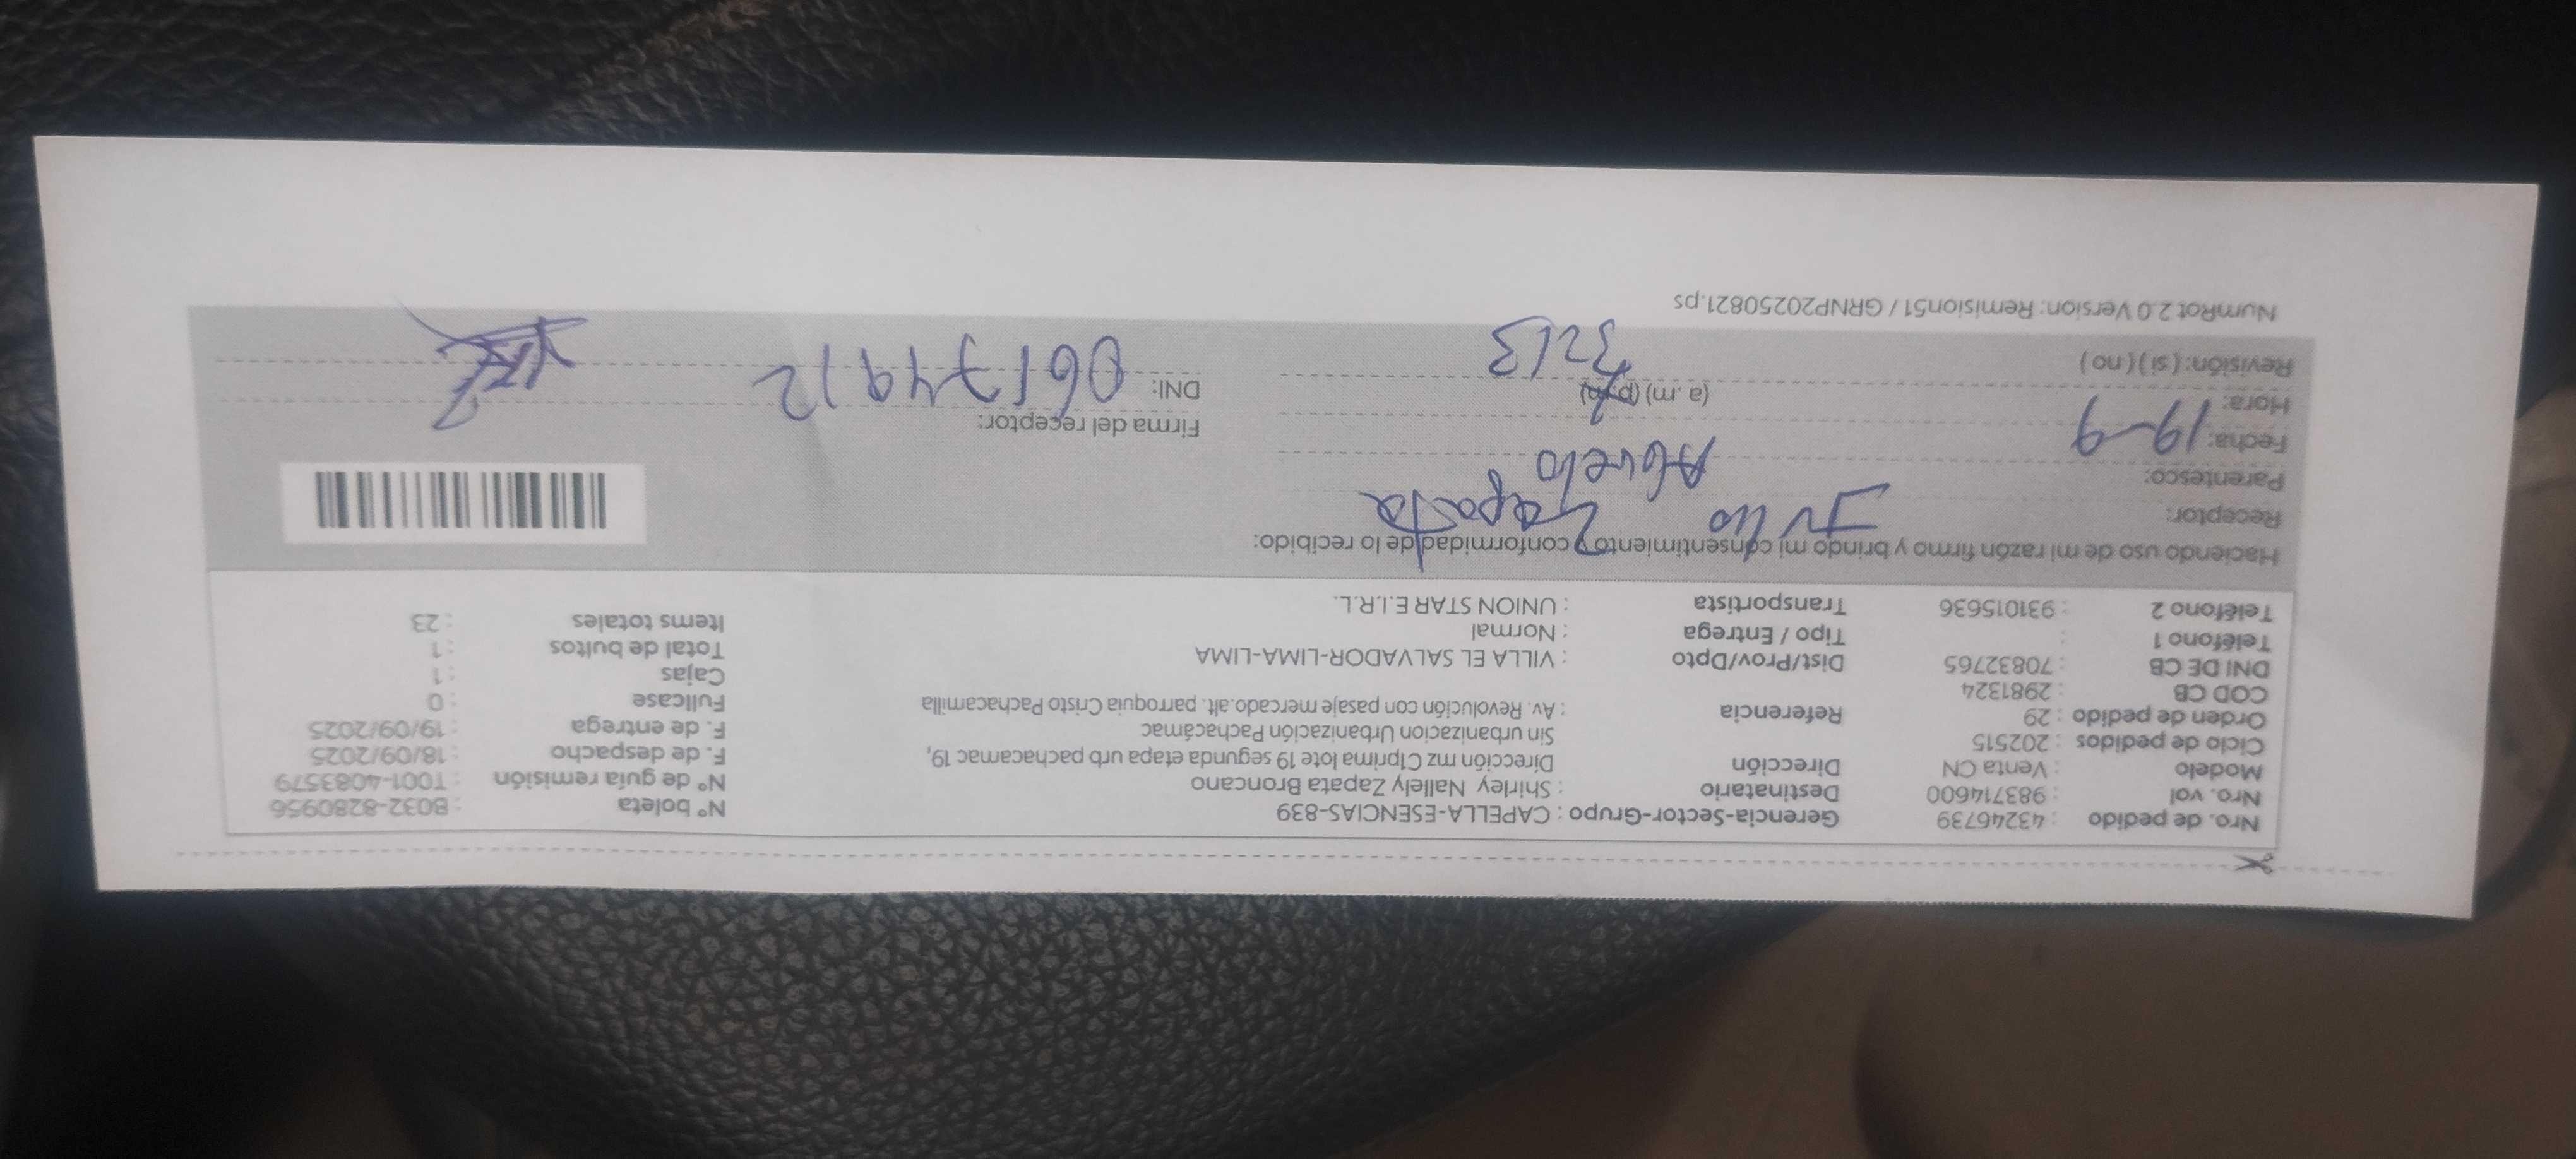 Nro. de pedido : 43246739 Gerencia-Sector-Grupo : CAPELLA-ESENCIAS-839 N° boleta : B032-8280956
Nro. vol : 983714600 Destinatario : Shirley Nallely Zapata Broncano N° de guía remisión : T001-4083579
Modelo : Venta CN Dirección Dirección mz C1prima lote 19 segunda etapa urb pachacamac 19, F. de despacho : 18/09/2025
Ciclo de pedidos : 202515 Sin urbanizacion Urbanización Pachacámac F. de entrega : 19/09/2025
Orden de pedido : 29 Referencia : Av. Revolución con pasaje mercado.alt. parroquia Cristo Pachacamilla Fullcase : 0
COD CB : 2981324 Cajas : 1
DNI DE CB : 70832765 Dist/Prov/Dpto : VILLA EL SALVADOR-LIMA-LIMA Total de bultos : 1
Teléfono 1 : Tipo / Entrega : Normal Items totales : 23
Teléfono 2 : 931015636 Transportista : UNION STAR E.I.R.L.
Haciendo uso de mi razón firmo y brindo mi consentimiento y conformidad de lo recibido:
Receptor: Julio Zapata
Parentesco: Abuelo
Fecha: 19-9 Firma del receptor:
Hora: (a .m) (p.m) DNI: 06174912
Revisión: ( si ) ( no ) 3213
NumRot 2.0 Version: Remision51 / GRNP20250821.ps